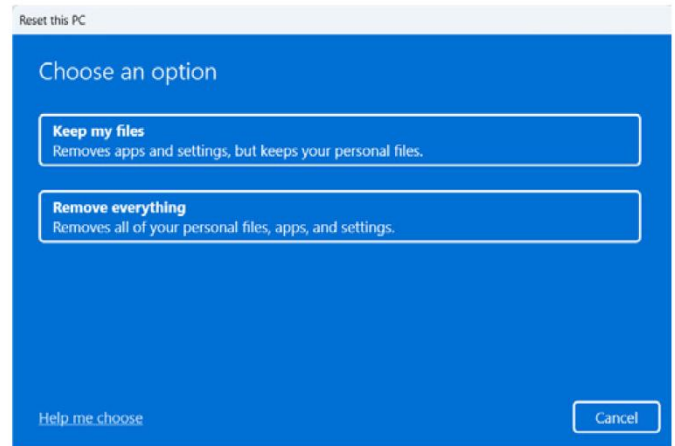 Reset this PC
Choose an option
Keep my files
Removes apps and settings, but keeps your personal files.
Remove everything
Removes all of your personal files, apps, and settings.
Help me choose
Cancel